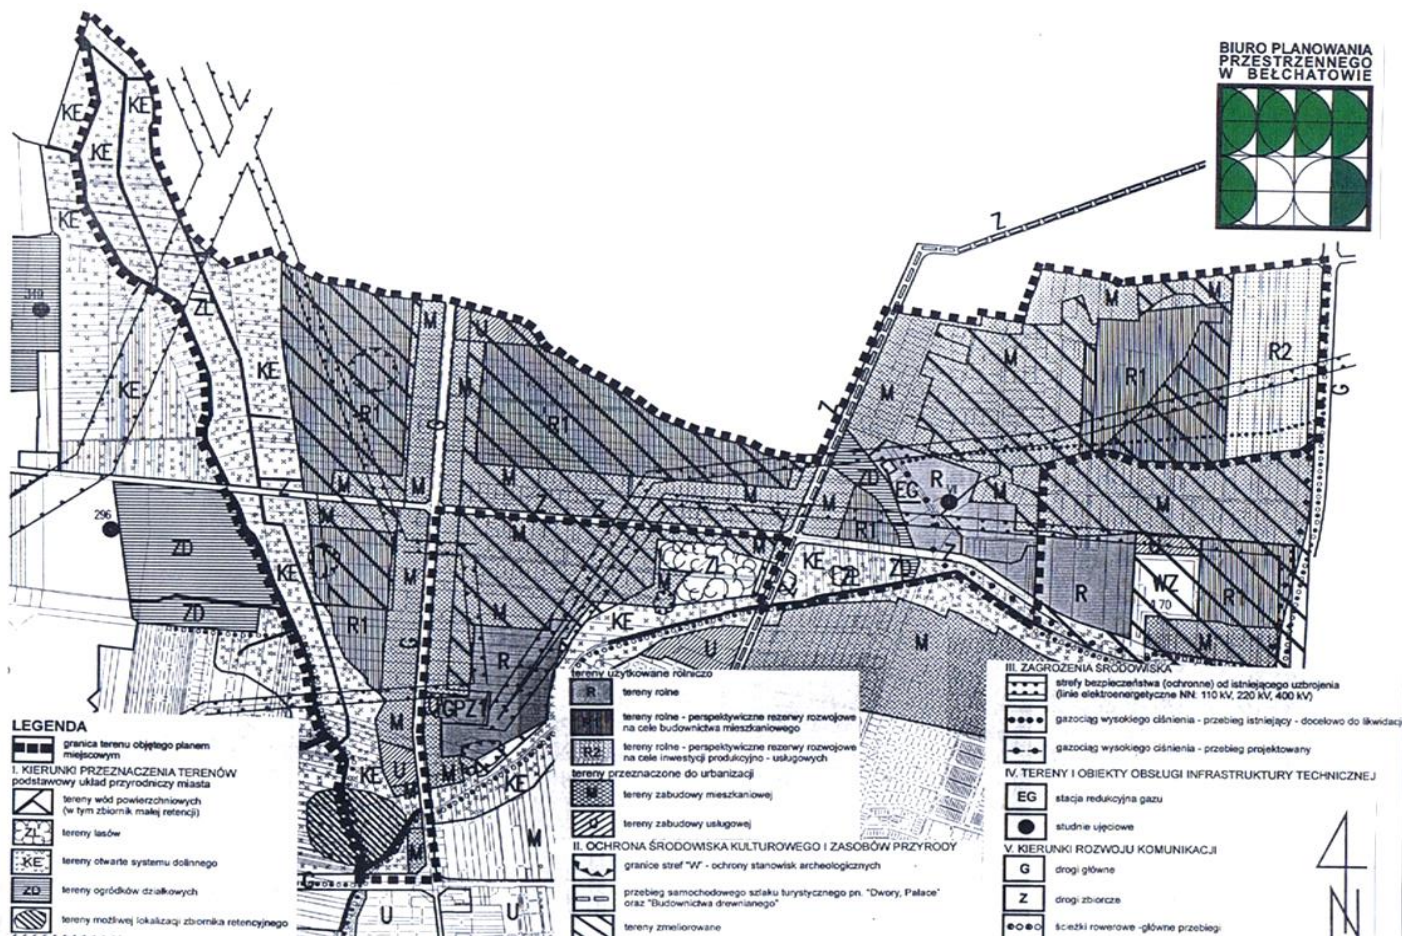 BIURO PLANOWANIA
PRZESTRZENNEGO
W BEŁCHATOWIE
KE
KE
KE
KE
340
ZL
KE
KE
R1
M
U
M
G
R1
M
M
Z
Z
M
M
M
M
R1
R2
G
M
M
Z
M
M
Z
M
ZD
EG
R
W
M
M
296
ZD
ZD
KE
M
M
M
M
ZL
M
KE
CZP
ZD
R1
Z
R
U
WZ
170
R1
M
R1
G
M
R
KE
U
M
U
GPZ1
M
KE
U
M
M
KE
M
M
G
U
U
LEGENDA
granica terenu objętego planem
miejscowym
I. KIERUNKI PRZEZNACZENIA TERENÓW
podstawowy układ przyrodniczy miasta
tereny wód powierzchniowych
(w tym zbiornik małej retencji)
ZL tereny lasów
KE tereny otwarte systemu dolinnego
ZD tereny ogródków działkowych
tereny możliwej lokalizacji zbiornika retencyjnego
tereny użytkowane rolniczo
R tereny rolne
tereny rolne - perspektywiczne rezerwy rozwojowe
na cele budownictwa mieszkaniowego
R2 tereny rolne - perspektywiczne rezerwy rozwojowe
na cele inwestycji produkcyjno - usługowych
tereny przeznaczone do urbanizacji
M tereny zabudowy mieszkaniowej
U tereny zabudowy usługowej
II. OCHRONA ŚRODOWISKA KULTUROWEGO I ZASOBÓW PRZYRODY
granice stref "W" - ochrony stanowisk archeologicznych
przebieg samochodowego szlaku turystycznego pn. "Dwory, Pałace"
oraz "Budownictwa drewnianego"
tereny zmeliorowane
III. ZAGROŻENIA ŚRODOWISKA
strefy bezpieczeństwa (ochronne) od istniejącego uzbrojenia
(linie elektroenergetyczne NN: 110 kV, 220 kV, 400 kV)
gazociąg wysokiego ciśnienia - przebieg istniejący - docelowo do likwidacji
gazociąg wysokiego ciśnienia - przebieg projektowany
IV. TERENY I OBIEKTY OBSŁUGI INFRASTRUKTURY TECHNICZNEJ
EG stacja redukcyjna gazu
studnie ujęciowe
V. KIERUNKI ROZWOJU KOMUNIKACJI
G drogi główne
Z drogi zbiorcze
ścieżki rowerowe -główne przebiegi
N